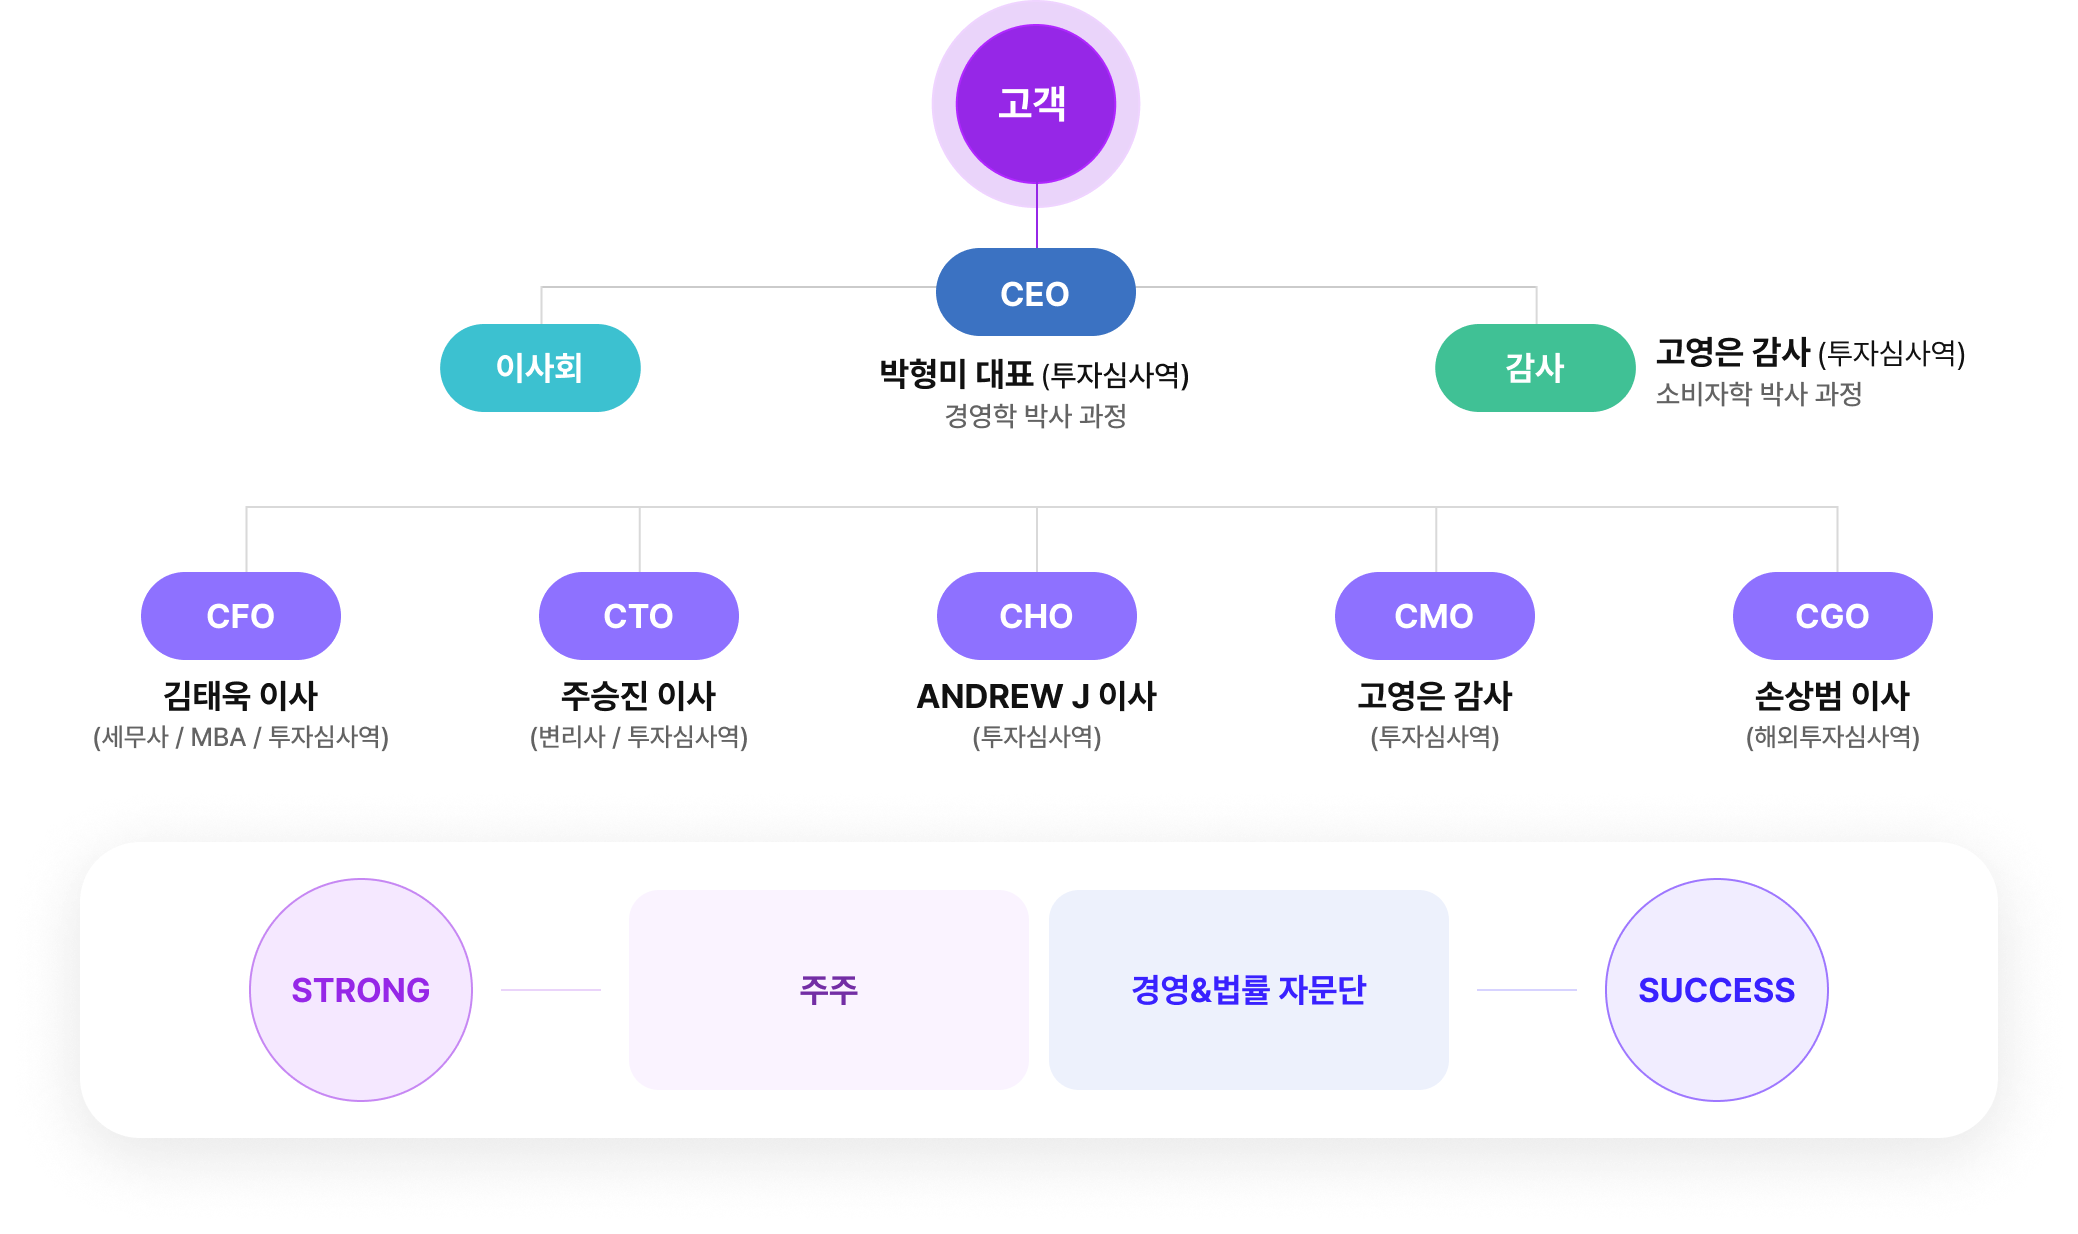 고객
CEO
이사회
박형미 대표 (투자심사역)
경영학 박사 과정
감사
고영은 감사 (투자심사역)
소비자학 박사 과정
CFO
CTO
CHO
CMO
CGO
김태욱 이사
주승진 이사
ANDREW J 이사
고영은 감사
손상범 이사
(세무사 / MBA / 투자심사역)
(변리사 / 투자심사역)
(투자심사역)
(투자심사역)
(해외투자심사역)
STRONG
주주
경영&법률 자문단
SUCCESS